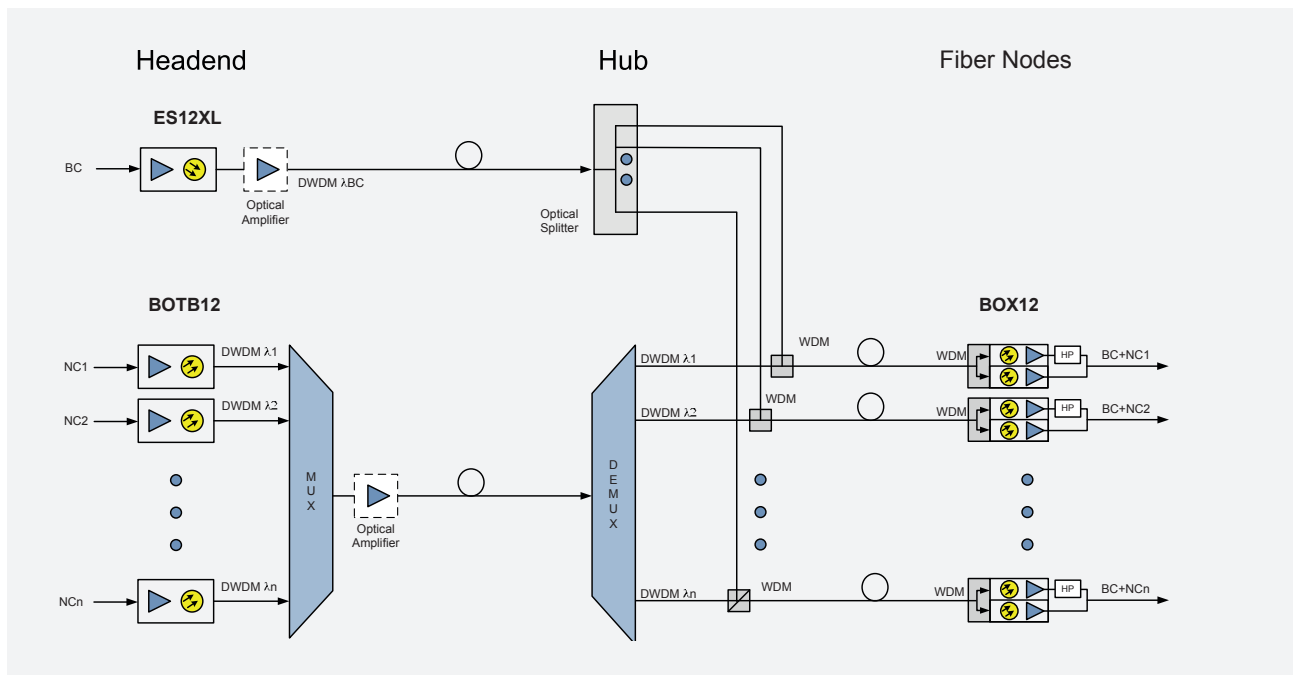 Headend
Hub
Fiber Nodes
ES12XL
BC
DWDM λBC
Optical
Amplifier
Optical
Splitter
BOTB12
BOX12
NC1
DWDM λ1
DWDM λ1
WDM
WDM
HP
BC+NC1
NC2
DWDM λ2
DWDM λ2
WDM
WDM
HP
BC+NC2
MUX
Optical
Amplifier
DEMUX
NCn
DWDM λn
DWDM λn
WDM
WDM
HP
BC+NCn